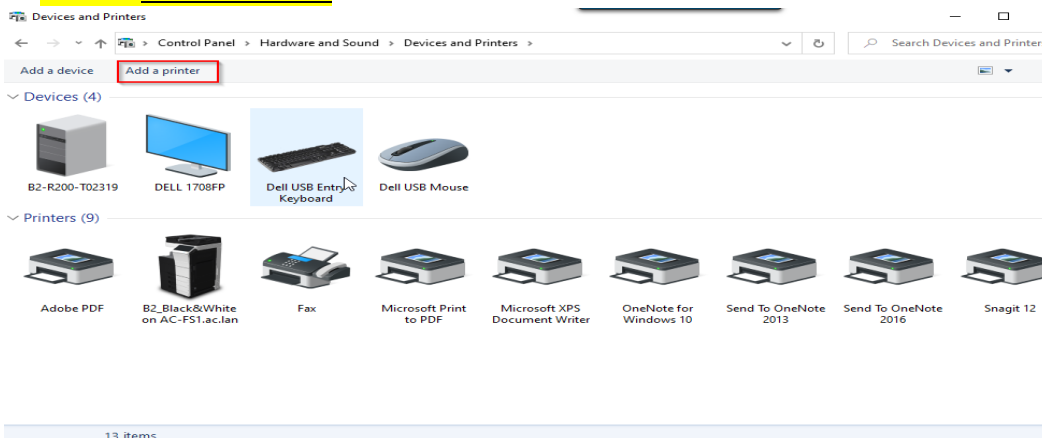 Devices and Printers
Control Panel > Hardware and Sound > Devices and Printers >
Search Devices and Printer
Add a device Add a printer
Devices (4)
B2-R200-T02319 DELL 1708FP Dell USB Entry Dell USB Mouse
Keyboard
Printers (9)
Adobe PDF B2_Black&White Fax Microsoft Print Microsoft XPS OneNote for Send To OneNote Send To OneNote Snagit 12
on AC-FS1.ac.lan to PDF Document Writer Windows 10 2013 2016
13 items